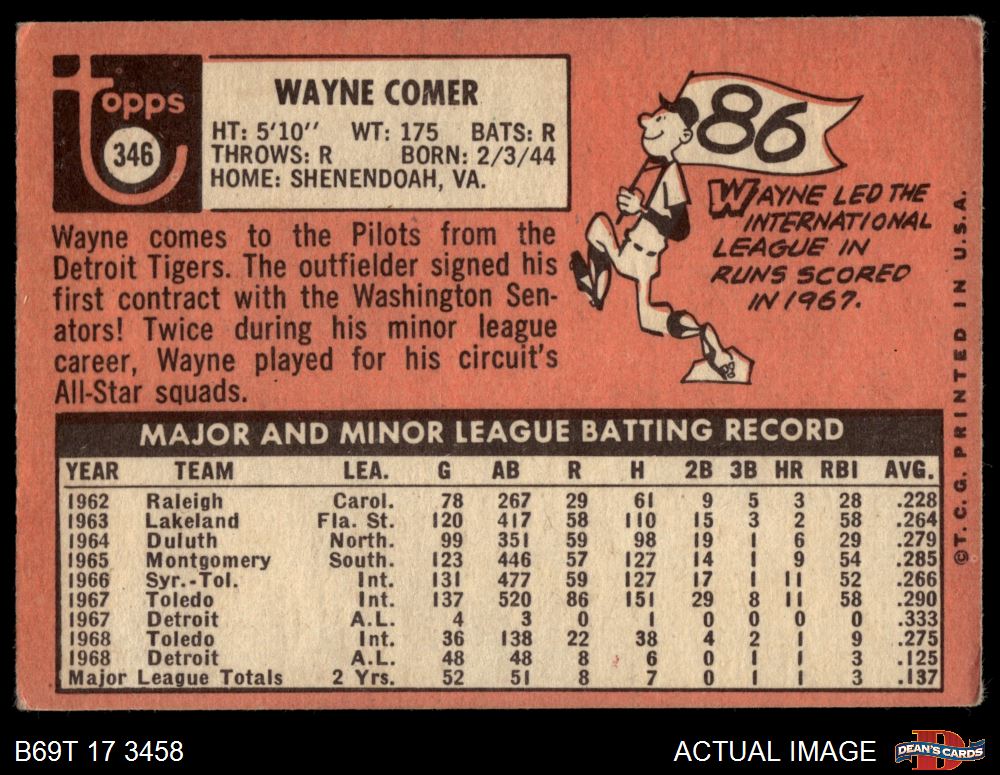 Topps
346
WAYNE COMER
HT: 5'10'' WT: 175 BATS: R
THROWS: R BORN: 2/3/44
HOME: SHENENDOAH, VA.
Wayne comes to the Pilots from the
Detroit Tigers. The outfielder signed his
first contract with the Washington Sen-
ators! Twice during his minor league
career, Wayne played for his circuit's
All-Star squads.
86
WAYNE LED THE
INTERNATIONAL
LEAGUE IN
RUNS SCORED
IN 1967.
©T.C.G. PRINTED IN U.S.A.
MAJOR AND MINOR LEAGUE BATTING RECORD
YEAR TEAM LEA. G AB R H 2B 3B HR RBI AVG.
1962 Raleigh Carol. 78 267 29 61 9 5 3 28 .228
1963 Lakeland Fla. St. 120 417 58 110 15 3 2 58 .264
1964 Duluth North. 99 351 59 98 19 1 6 29 .279
1965 Montgomery South. 123 446 57 127 14 1 9 54 .285
1966 Syr.-Tol. Int. 131 477 59 127 17 1 11 52 .266
1967 Toledo Int. 137 520 86 151 29 8 11 58 .290
1967 Detroit A.L. 4 3 0 1 0 0 0 0 .333
1968 Toledo Int. 36 138 22 38 4 2 1 9 .275
1968 Detroit A.L. 48 48 8 6 0 1 1 3 .125
Major League Totals 2 Yrs. 52 51 8 7 0 1 1 3 .137
B69T 17 3458
ACTUAL IMAGE
D
DEAN'S CARDS